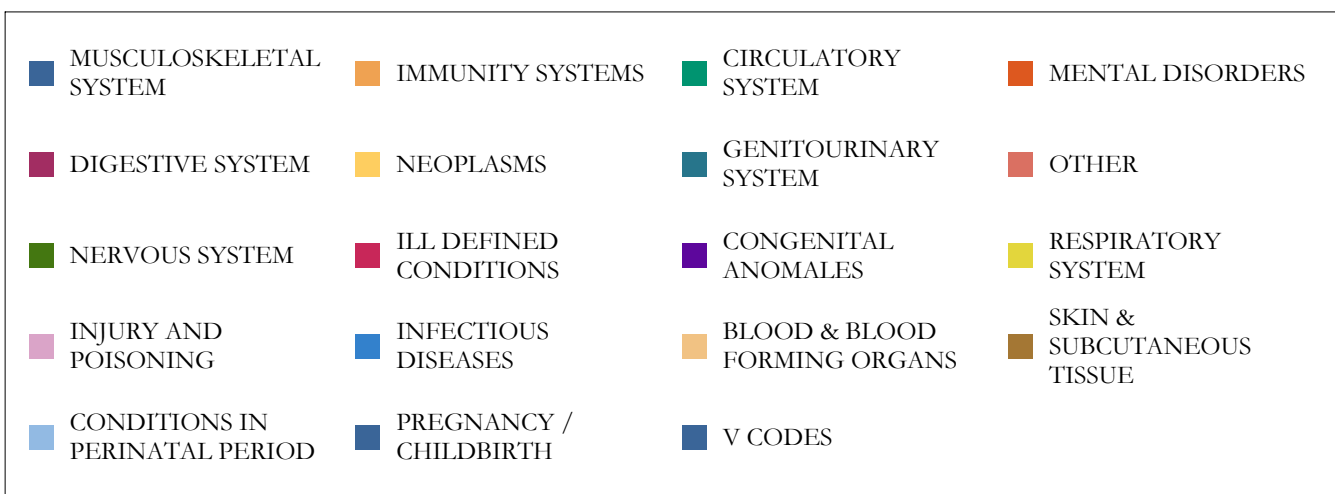 MUSCULOSKELETAL
SYSTEM
IMMUNITY SYSTEMS
CIRCULATORY
SYSTEM
MENTAL DISORDERS
DIGESTIVE SYSTEM
NEOPLASMS
GENITOURINARY
SYSTEM
OTHER
NERVOUS SYSTEM
ILL DEFINED
CONDITIONS
CONGENITAL
ANOMALES
RESPIRATORY
SYSTEM
INJURY AND
POISONING
INFECTIOUS
DISEASES
BLOOD & BLOOD
FORMING ORGANS
SKIN &
SUBCUTANEOUS
TISSUE
CONDITIONS IN
PERINATAL PERIOD
PREGNANCY /
CHILDBIRTH
V CODES